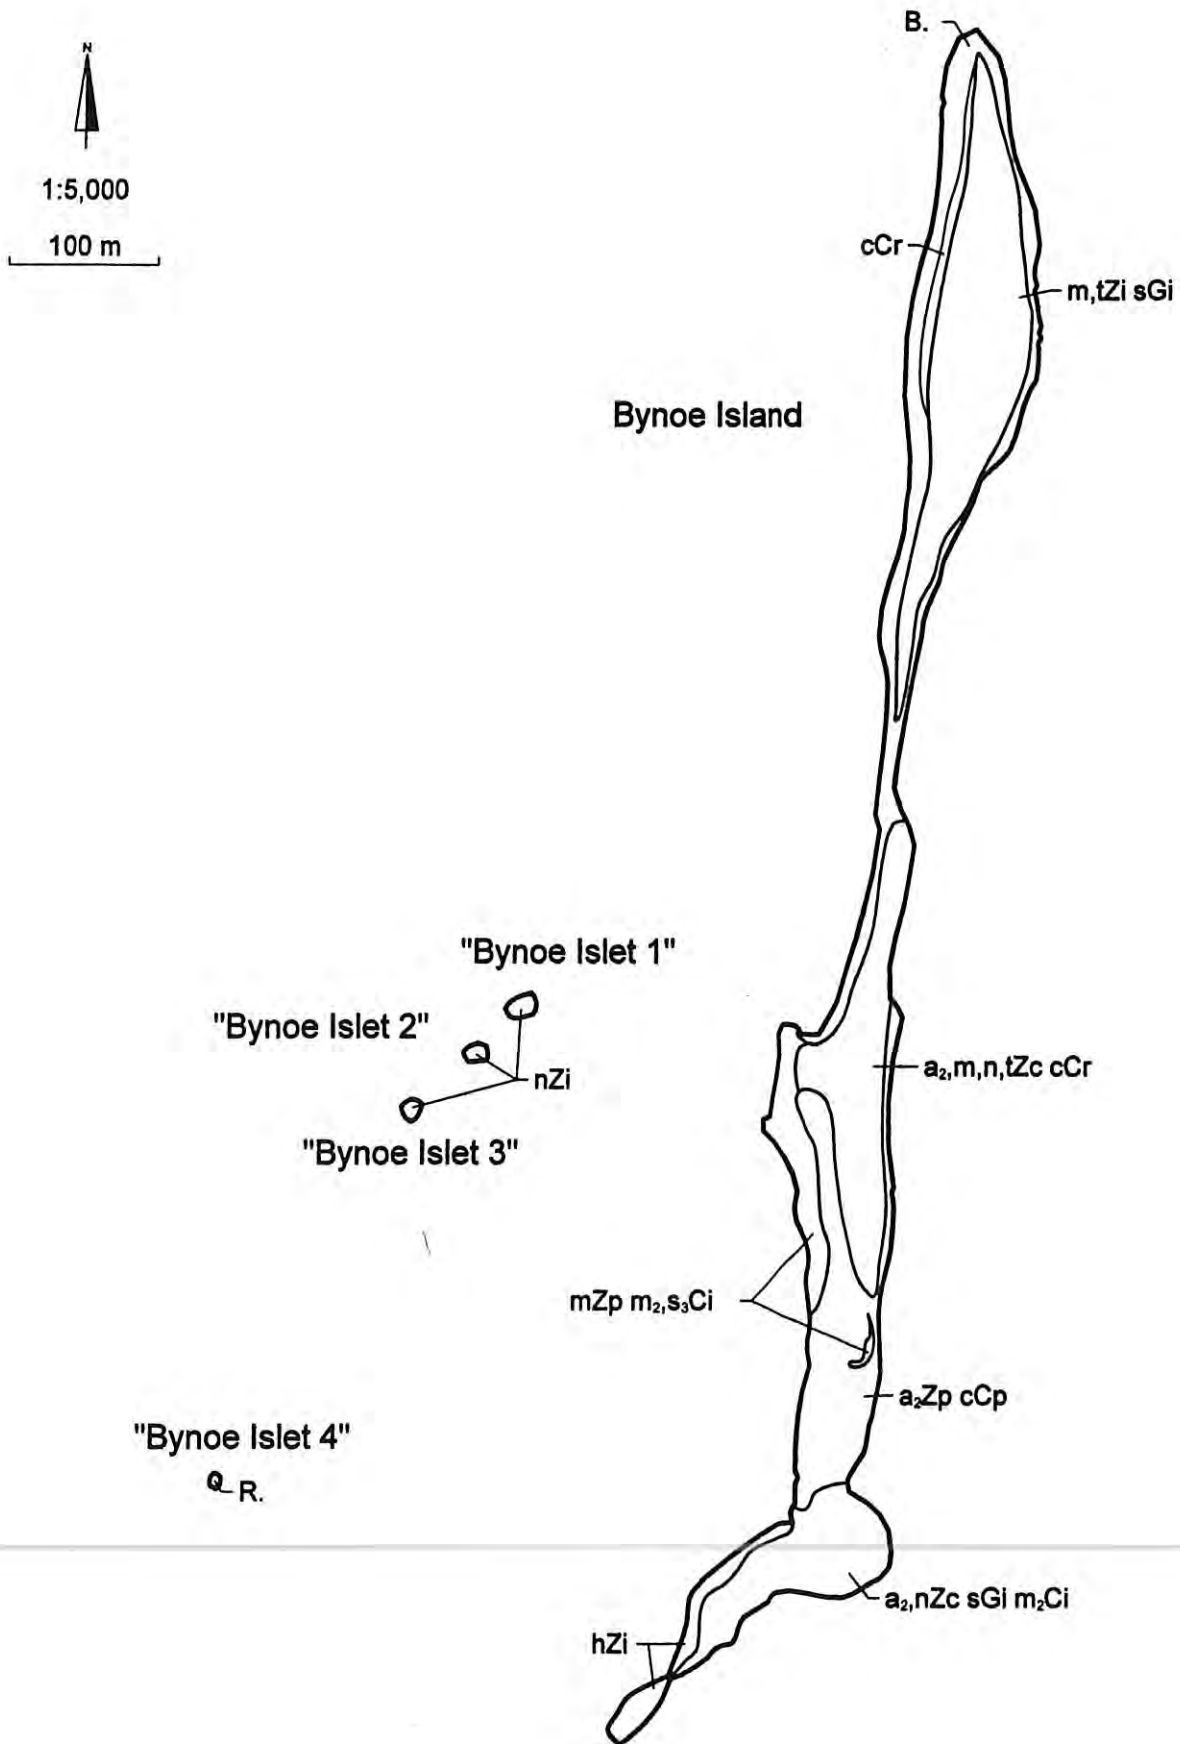 B.
N
1:5,000
100 m
cCr
m,tZi sGi
Bynoe Island
"Bynoe Islet 1"
"Bynoe Islet 2"
nZi
a₂,m,n,tZc cCr
"Bynoe Islet 3"
mZp m₂,s₃Ci
a₂Zp cCp
"Bynoe Islet 4"
R.
a₂,nZc sGi m₂Ci
hZi